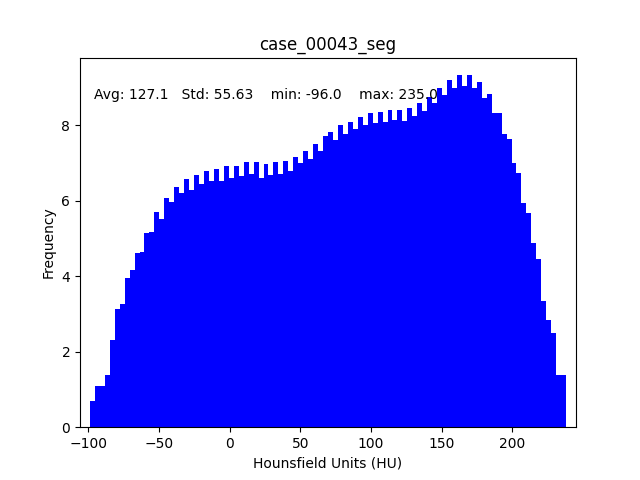 case_00043_seg
Avg: 127.1 Std: 55.63 min: -96.0 max: 235.0
8
6
4
2
0
Frequency
−100 −50 0 50 100 150 200
Hounsfield Units (HU)